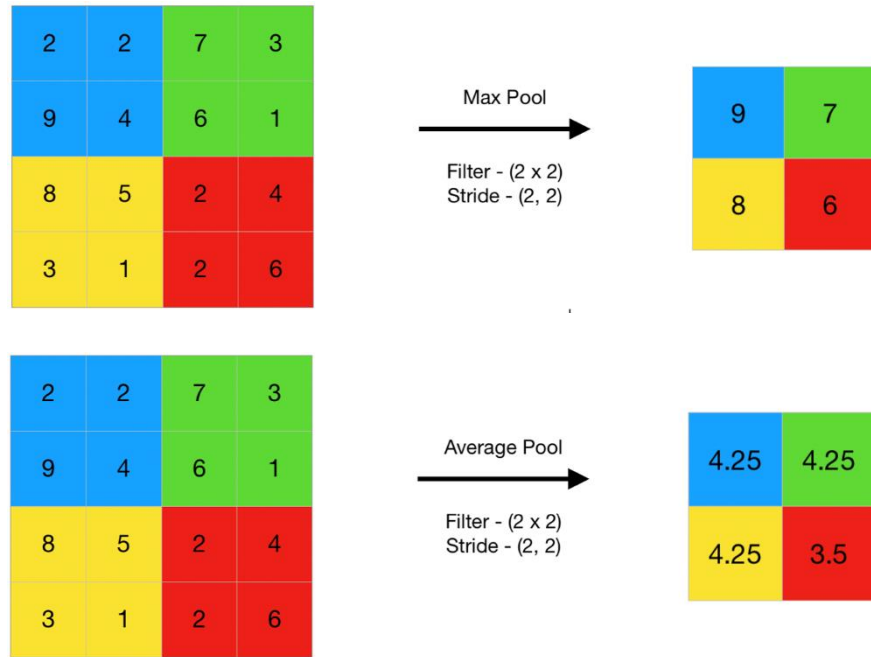 2 2 7 3
9 4 6 1
8 5 2 4
3 1 2 6
Max Pool
Filter - (2 x 2)
Stride - (2, 2)
9 7
8 6
2 2 7 3
9 4 6 1
8 5 2 4
3 1 2 6
Average Pool
Filter - (2 x 2)
Stride - (2, 2)
4.25 4.25
4.25 3.5